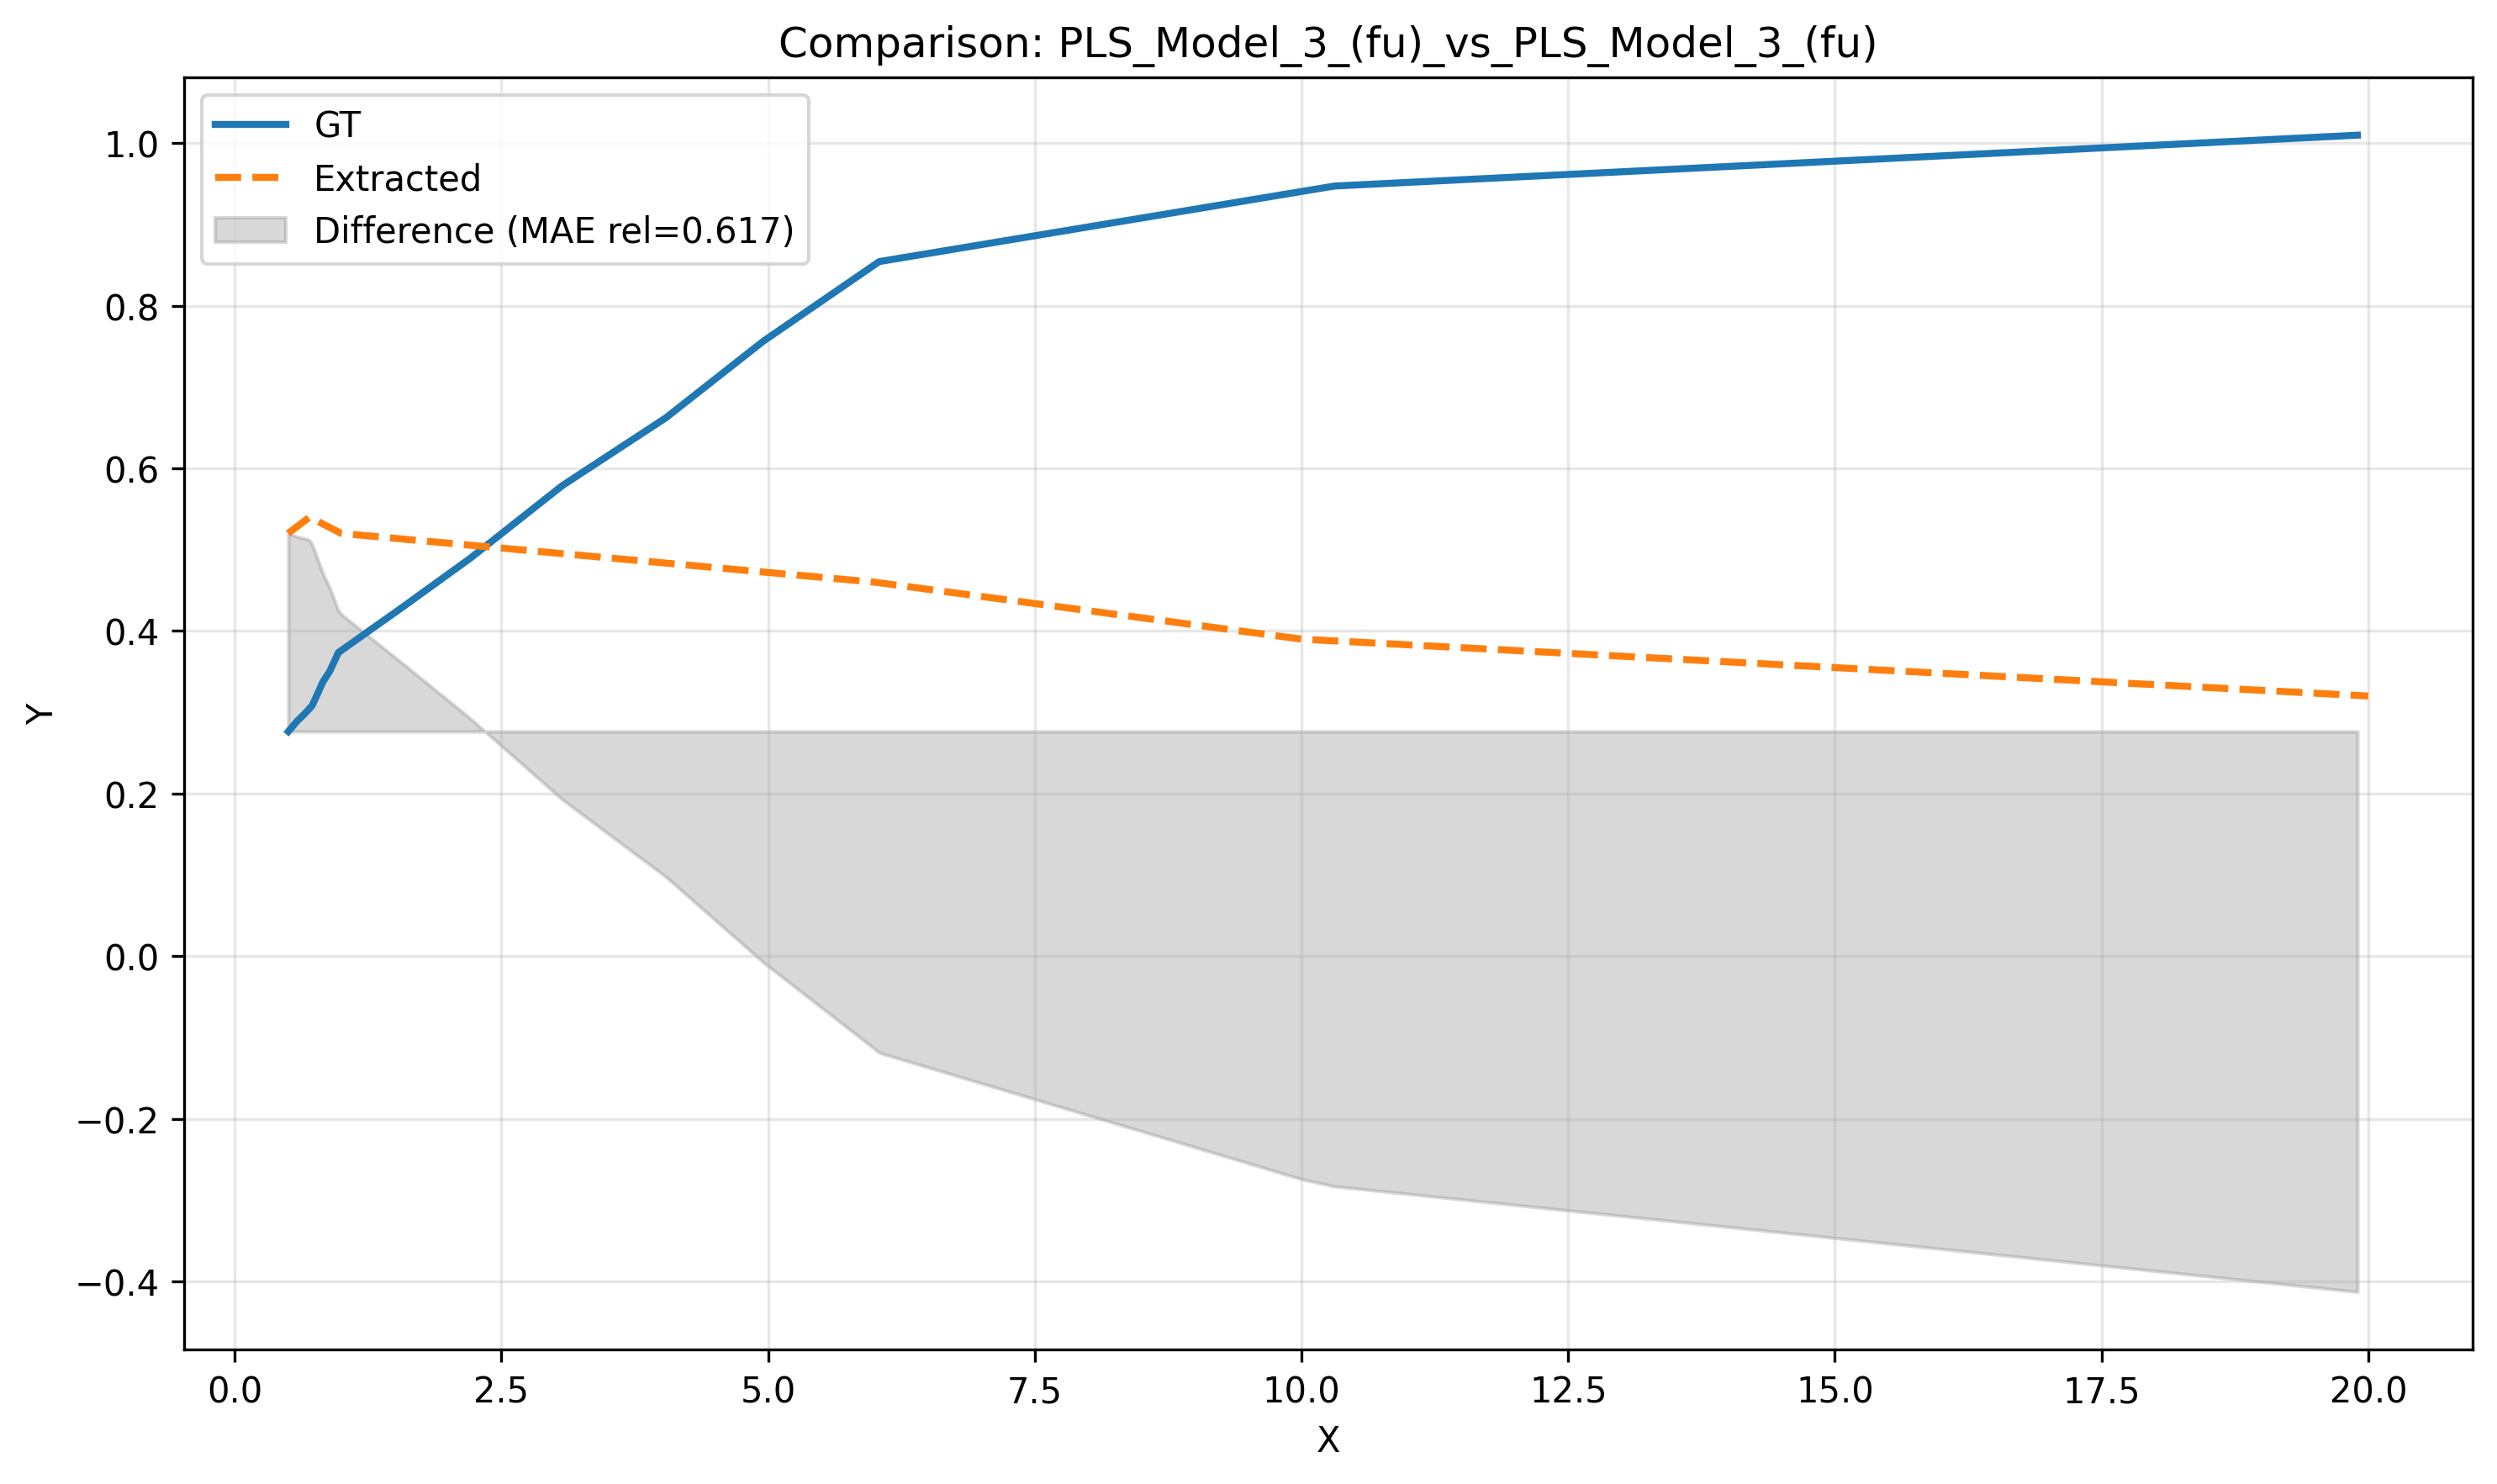 Comparison: PLS_Model_3_(fu)_vs_PLS_Model_3_(fu)
GT
Extracted
Difference (MAE rel=0.617)
Y
1.0
0.8
0.6
0.4
0.2
0.0
−0.2
−0.4
0.0 2.5 5.0 7.5 10.0 12.5 15.0 17.5 20.0
X